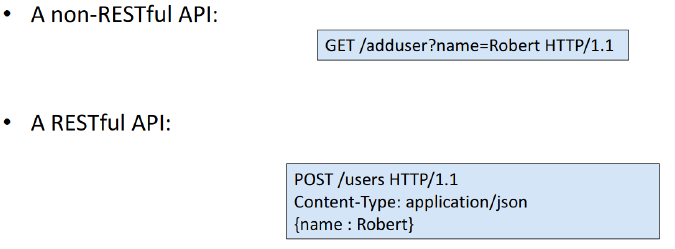 • A non-RESTful API:
GET /adduser?name=Robert HTTP/1.1
• A RESTful API:
POST /users HTTP/1.1
Content-Type: application/json
{name : Robert}